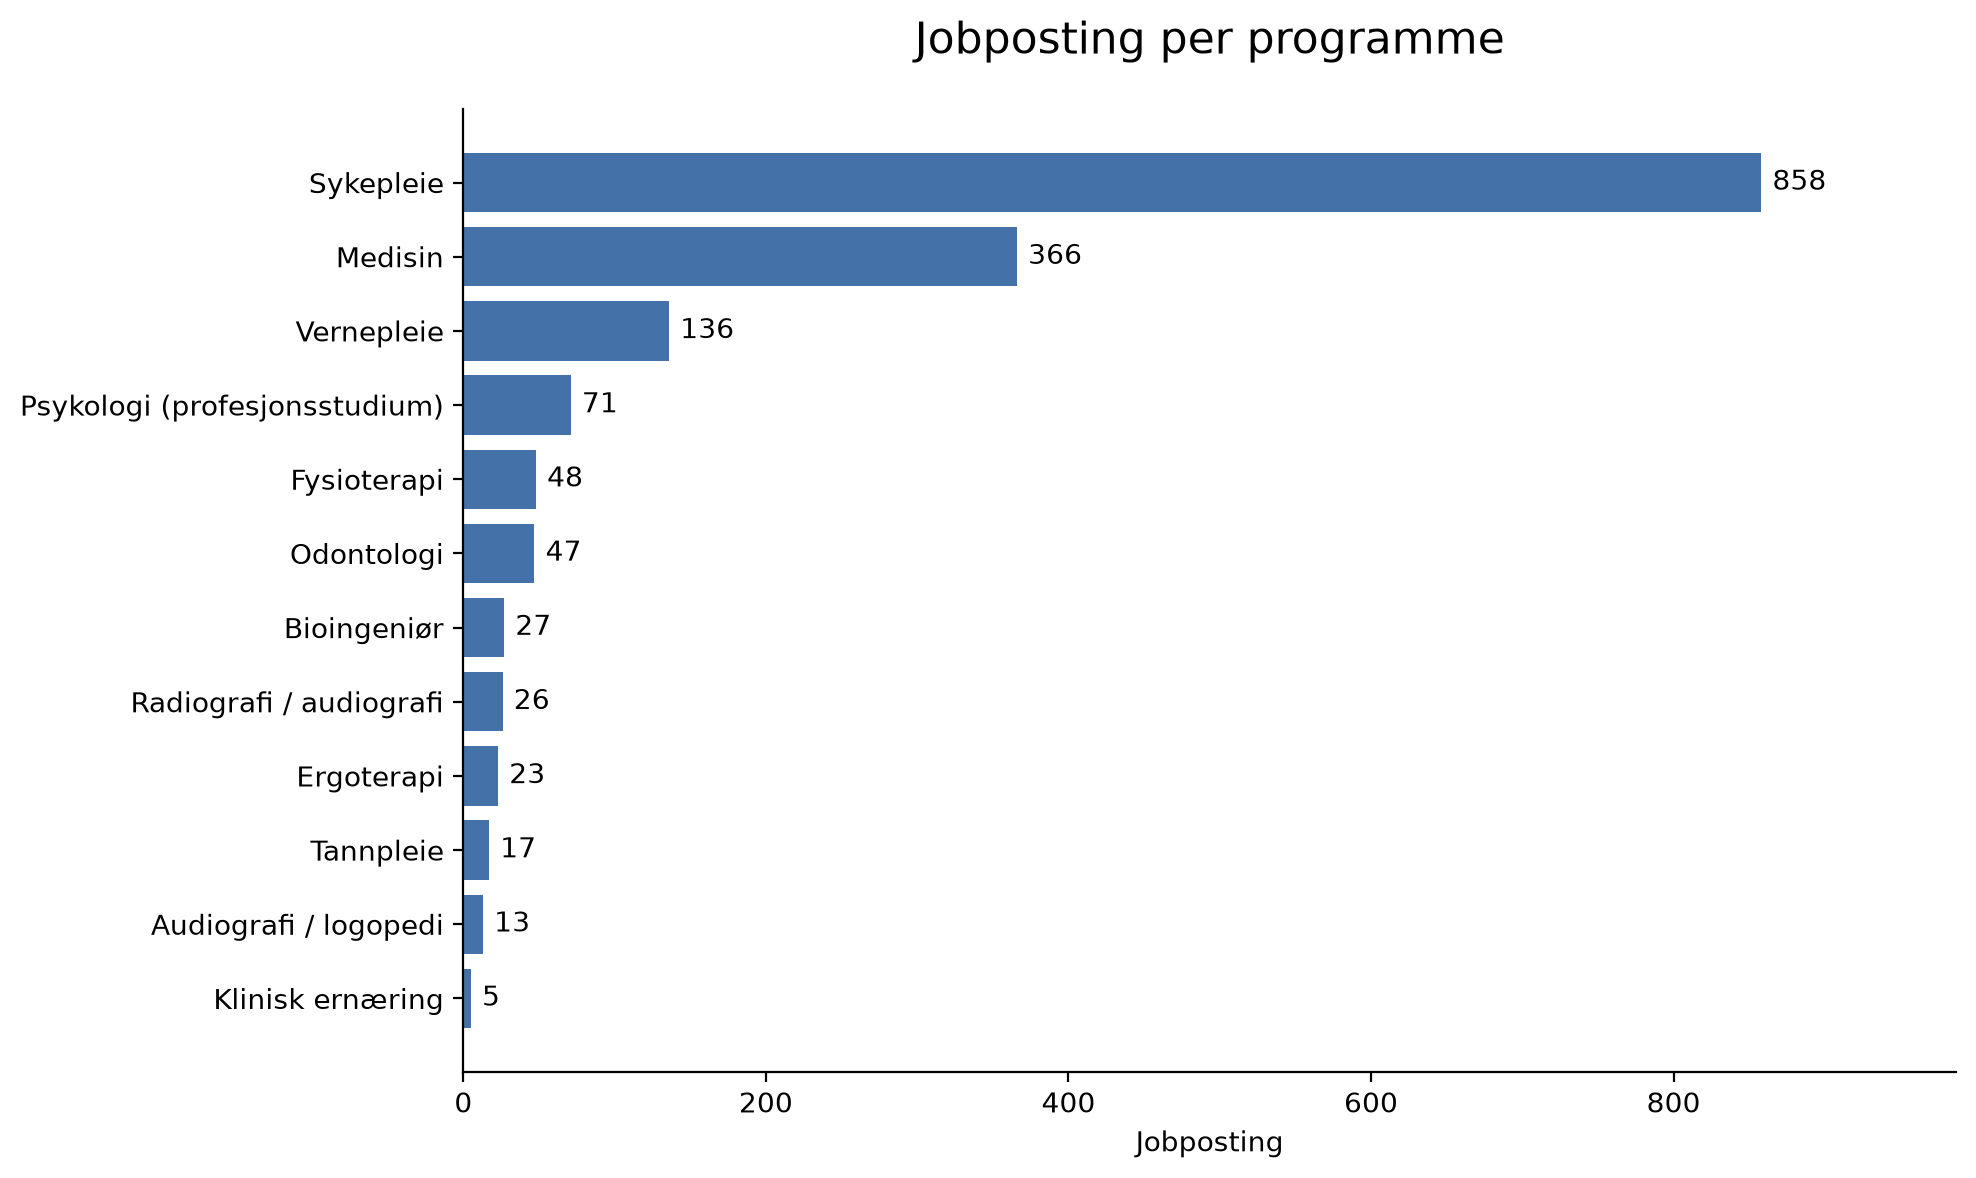 Jobposting per programme
Sykepleie 858
Medisin 366
Vernepleie 136
Psykologi (profesjonsstudium) 71
Fysioterapi 48
Odontologi 47
Bioingeniør 27
Radiografi / audiografi 26
Ergoterapi 23
Tannpleie 17
Audiografi / logopedi 13
Klinisk ernæring 5
0 200 400 600 800
Jobposting